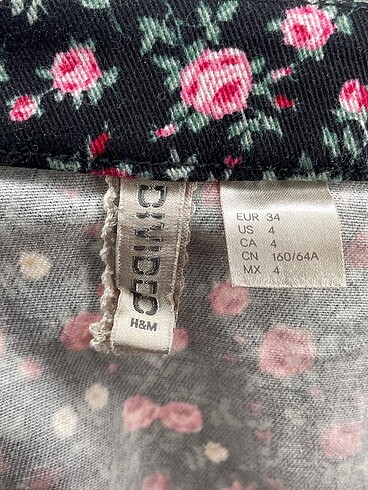 DIVIDED
H&M
EUR 34
US 4
CA 4
CN 160/64A
MX 4